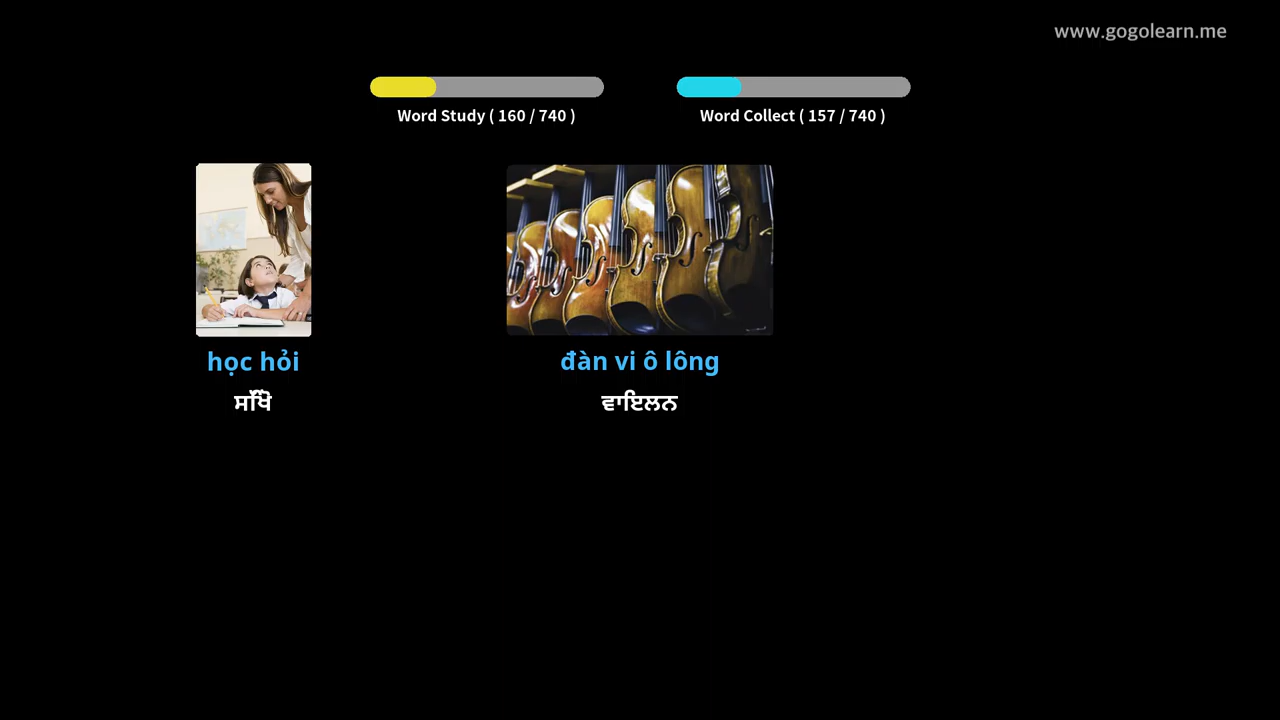 www.gogolearn.me
Word Study ( 160 / 740 )
Word Collect ( 157 / 740 )
học hỏi
đàn vi ô lông
ਵਾਇਲਨ